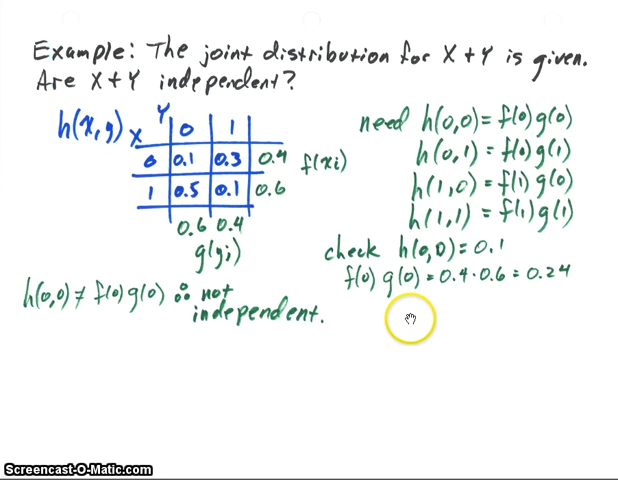 Example: The joint distribution for X + Y is given.
Are X + Y independent?
h(x,y) X Y 0 1
0 0.1 0.3 0.4 f(xi)
1 0.5 0.1 0.6
0.6 0.4
g(yi)
need h(0,0) = f(0)g(0)
h(0,1) = f(0)g(1)
h(1,0) = f(1)g(0)
h(1,1) = f(1)g(1)
check h(0,0) = 0.1
f(0) g(0) = 0.4 · 0.6 = 0.24
h(0,0) ≠ f(0)g(0) ∴ not
independent.
Screencast-O-Matic.com